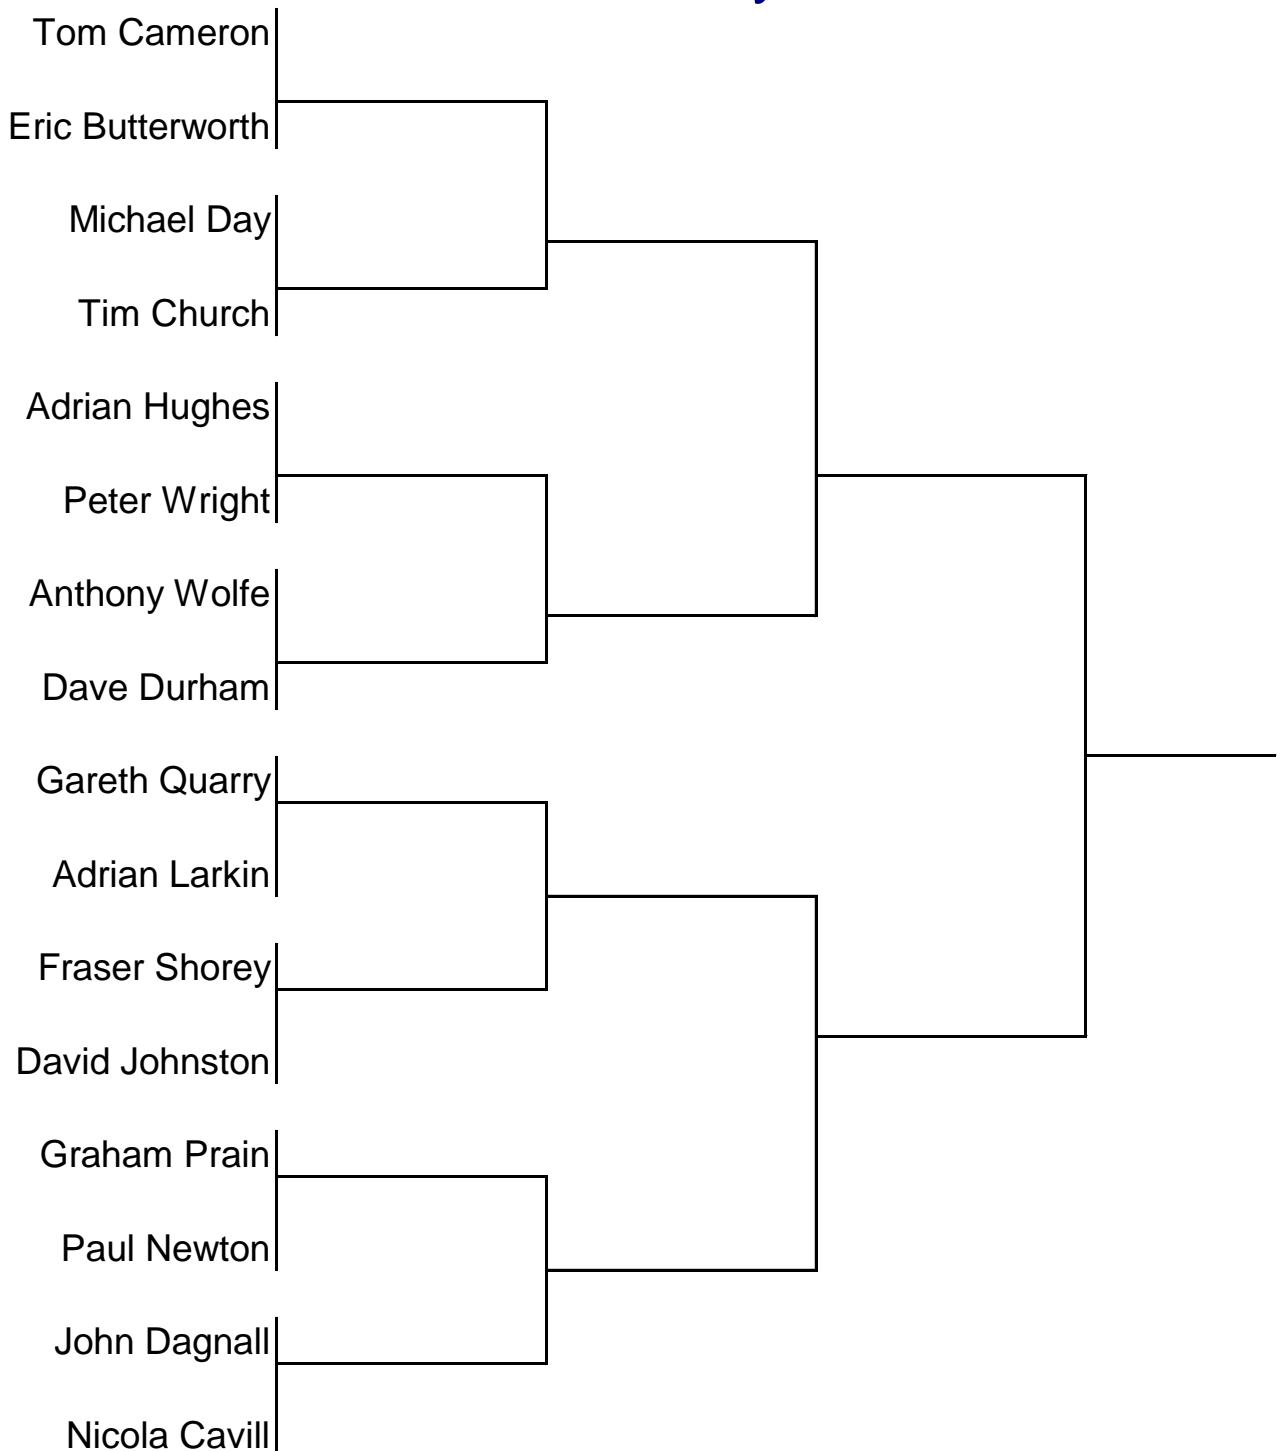 Tom Cameron
Eric Butterworth
Michael Day
Tim Church
Adrian Hughes
Peter Wright
Anthony Wolfe
Dave Durham
Gareth Quarry
Adrian Larkin
Fraser Shorey
David Johnston
Graham Prain
Paul Newton
John Dagnall
Nicola Cavill